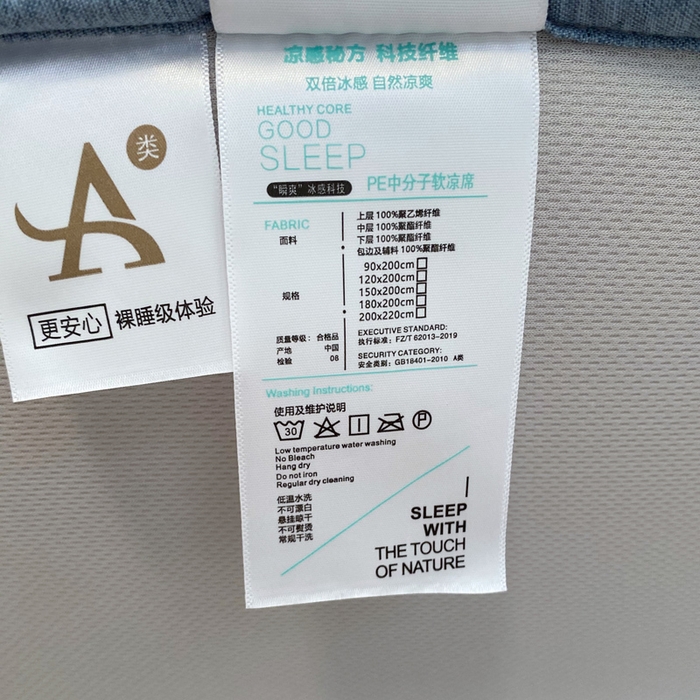 A类
更安心 裸睡级体验
凉感秘方 科技纤维
双倍冰感 自然凉爽
HEALTHY CORE
GOOD
SLEEP
“瞬爽”冰感科技 PE中分子软凉席
FABRIC
面料
上层 100%聚乙烯纤维
中层 100%聚酯纤维
下层 100%聚酯纤维
包边及辅料 100%聚酯纤维
规格
90x200cm
120x200cm
150x200cm
180x200cm
200x220cm
质量等级：合格品
产地 中国
检验 08
EXECUTIVE STANDARD:
执行标准：FZ/T 62013-2019
SECURITY CATEGORY:
安全类别：GB18401-2010 A类
Washing Instructions:
使用及维护说明
30 P
Low temperature water washing
No Bleach
Hang dry
Do not iron
Regular dry cleaning
低温水洗
不可漂白
悬挂晾干
不可熨烫
常规干洗
SLEEP
WITH
THE TOUCH
OF NATURE